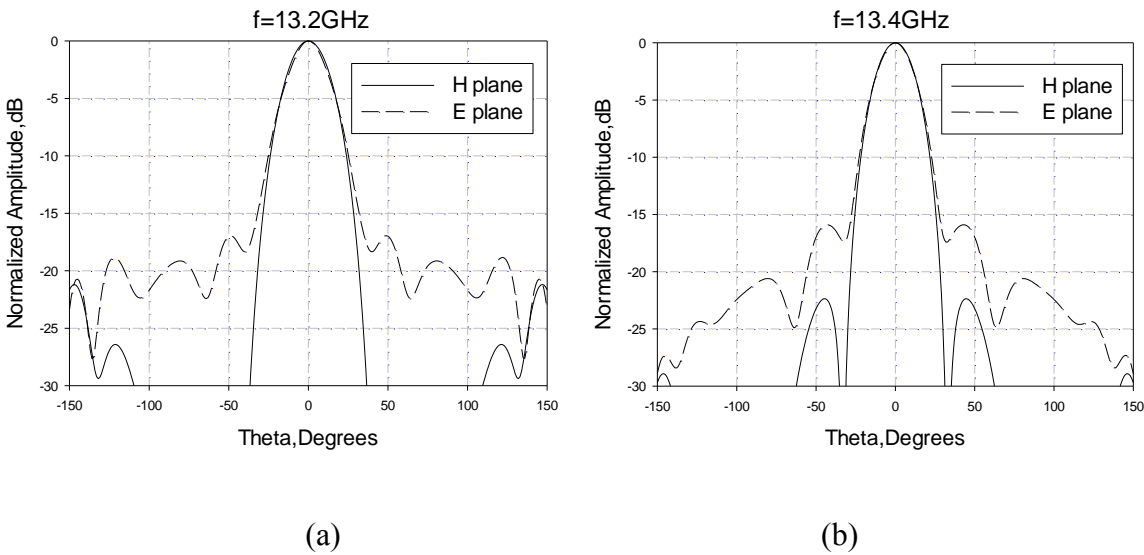 f=13.2GHz
0
-5
-10
-15
-20
-25
-30
Normalized Amplitude,dB
H plane
E plane
-150 -100 -50 0 50 100 150
Theta,Degrees
(a)
f=13.4GHz
0
-5
-10
-15
-20
-25
-30
Normalized Amplitude,dB
H plane
E plane
-150 -100 -50 0 50 100 150
Theta,Degrees
(b)